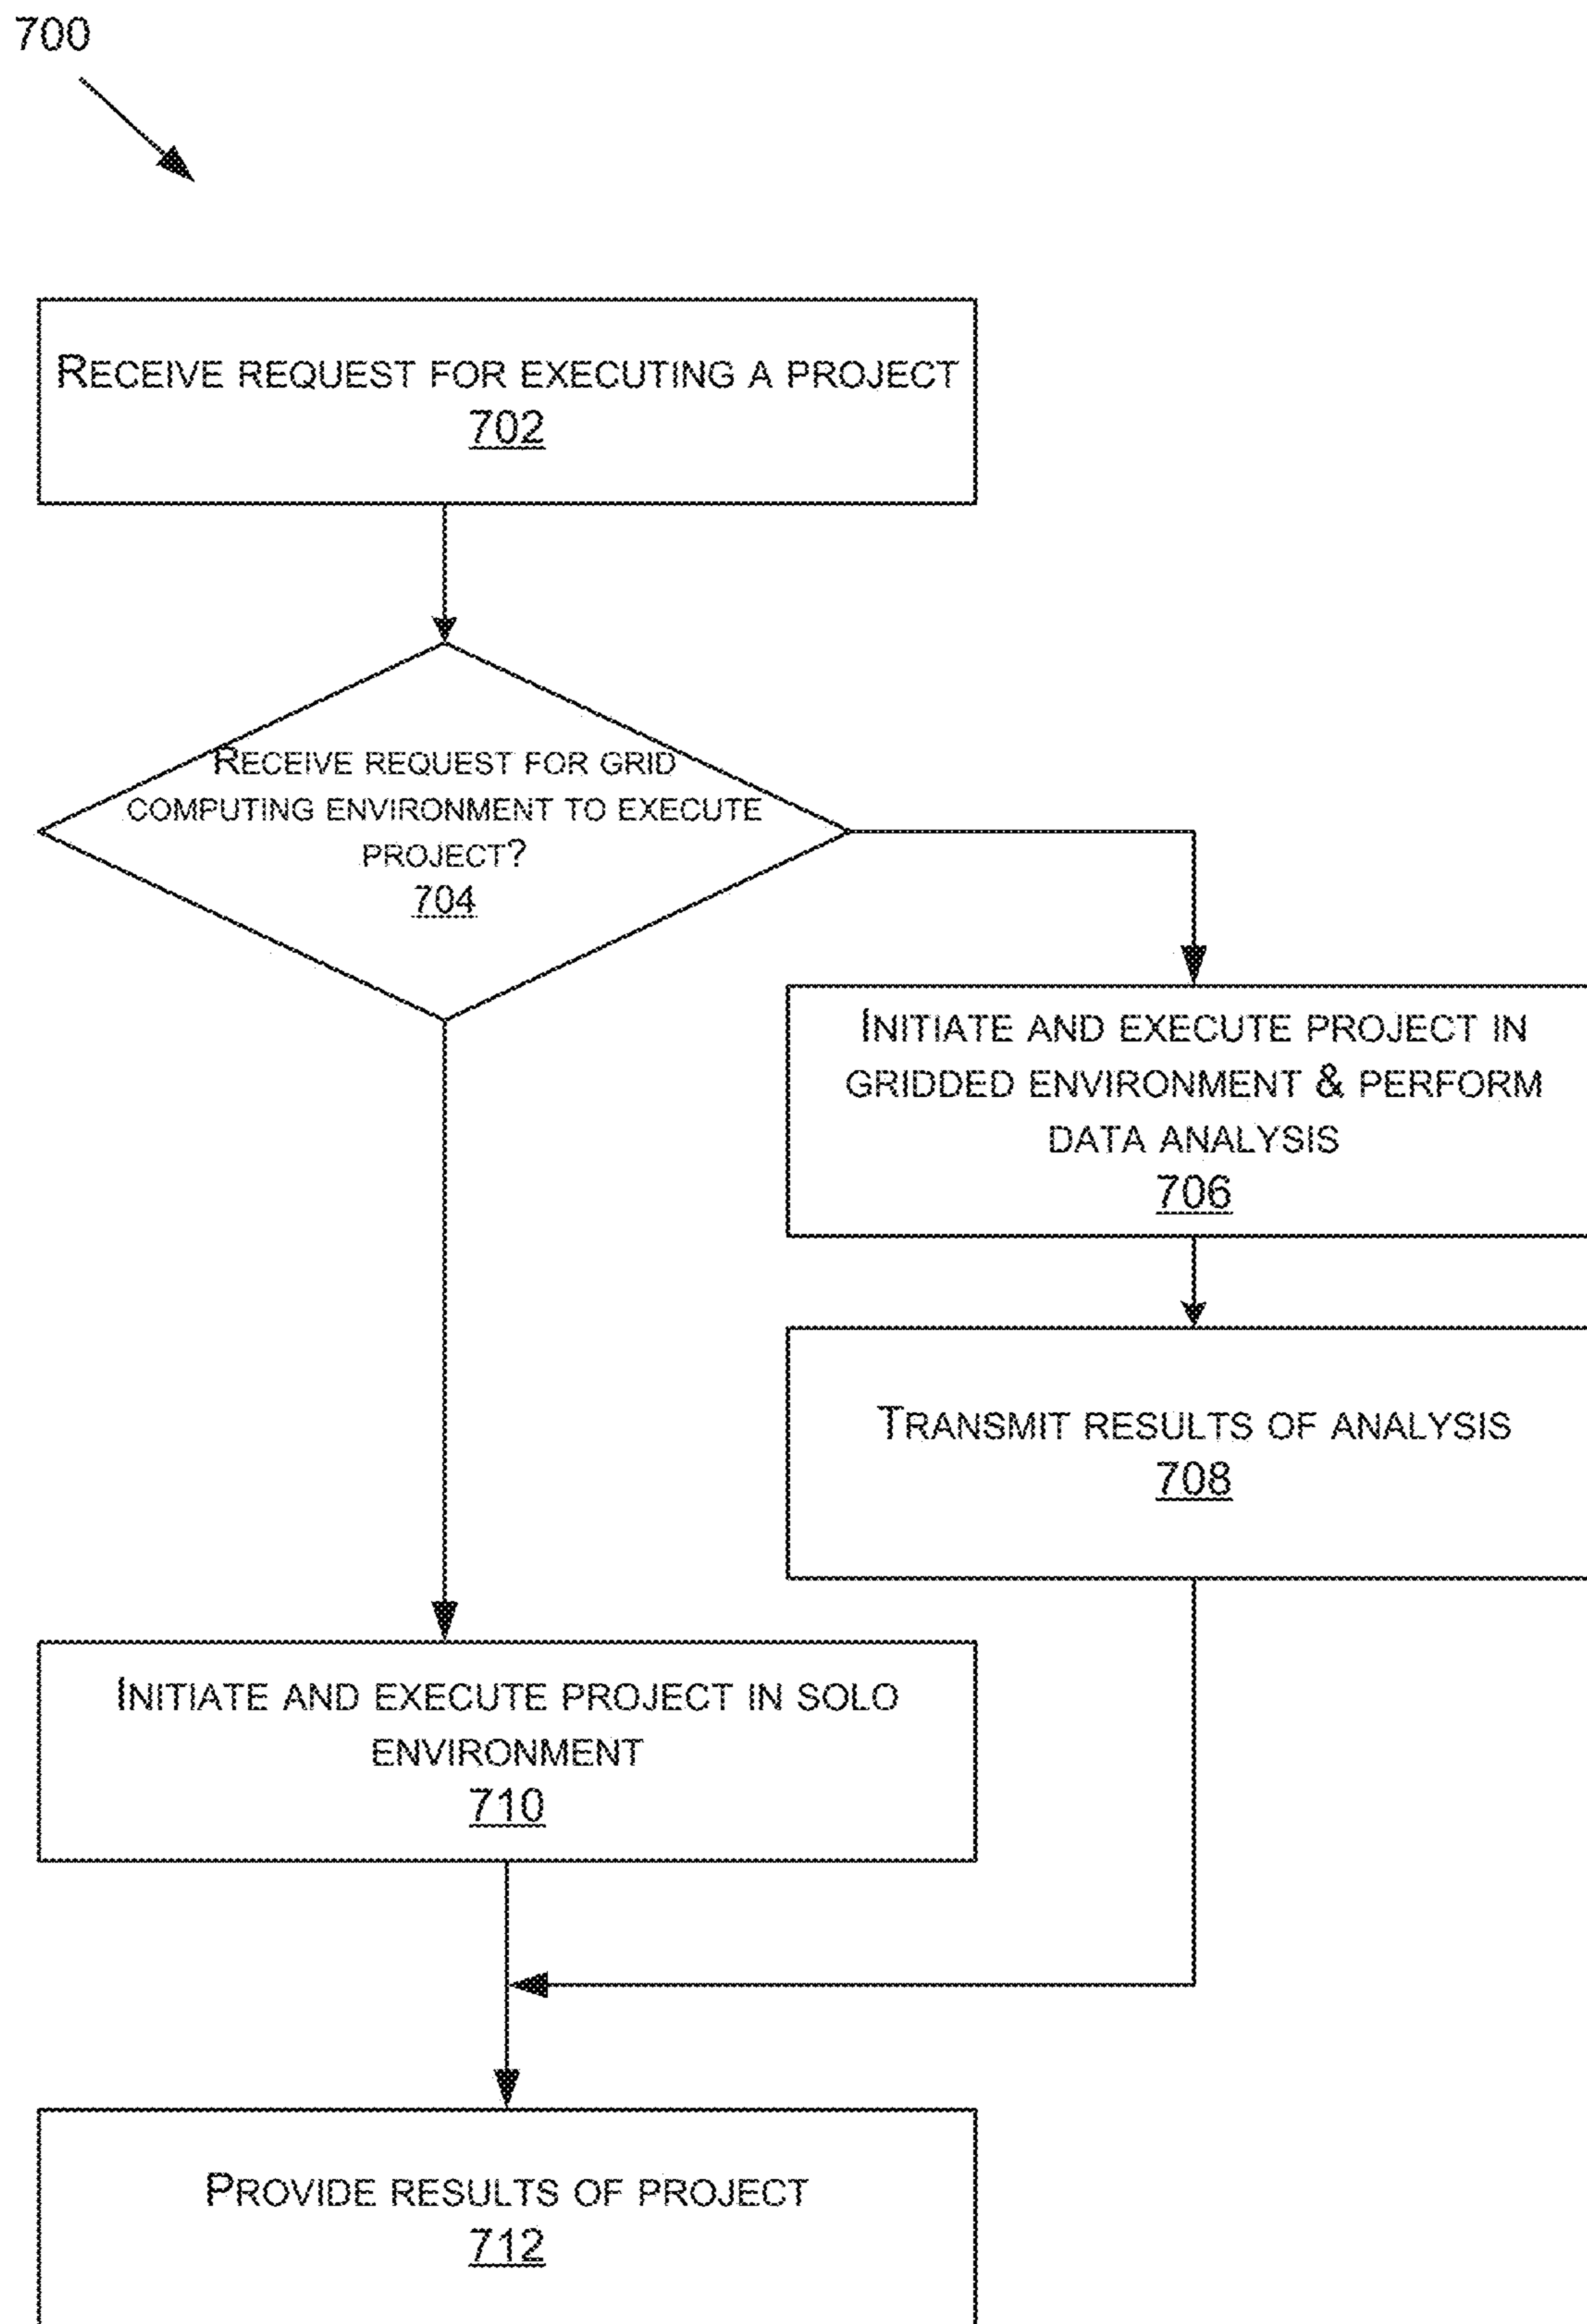 700
RECEIVE REQUEST FOR EXECUTING A PROJECT
702
RECEIVE REQUEST FOR GRID
COMPUTING ENVIRONMENT TO EXECUTE
PROJECT?
704
INITIATE AND EXECUTE PROJECT IN
GRIDDED ENVIRONMENT & PERFORM
DATA ANALYSIS
706
TRANSMIT RESULTS OF ANALYSIS
708
INITIATE AND EXECUTE PROJECT IN SOLO
ENVIRONMENT
710
PROVIDE RESULTS OF PROJECT
712